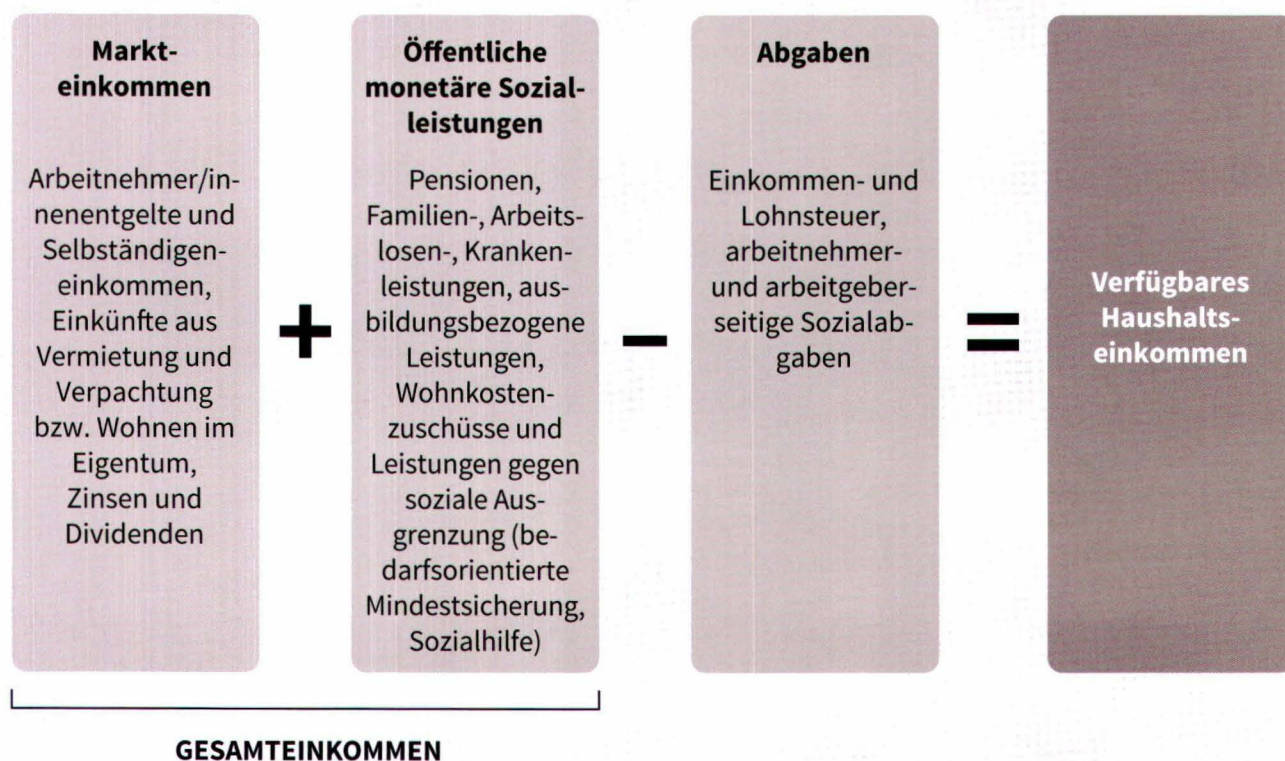 Markt-
einkommen
Arbeitnehmer/in-
nenentgelte und
Selbständigen-
einkommen,
Einkünfte aus
Vermietung und
Verpachtung
bzw. Wohnen im
Eigentum,
Zinsen und
Dividenden
+
Öffentliche
monetäre Sozial-
leistungen
Pensionen,
Familien-, Arbeits-
losen-, Kranken-
leistungen, aus-
bildungsbezogene
Leistungen,
Wohnkosten-
zuschüsse und
Leistungen gegen
soziale Aus-
grenzung (be-
darfsorientierte
Mindestsicherung,
Sozialhilfe)
–
Abgaben
Einkommen- und
Lohnsteuer,
arbeitnehmer-
und arbeitgeber-
seitige Sozialab-
gaben
=
Verfügbares
Haushalts-
einkommen
GESAMTEINKOMMEN